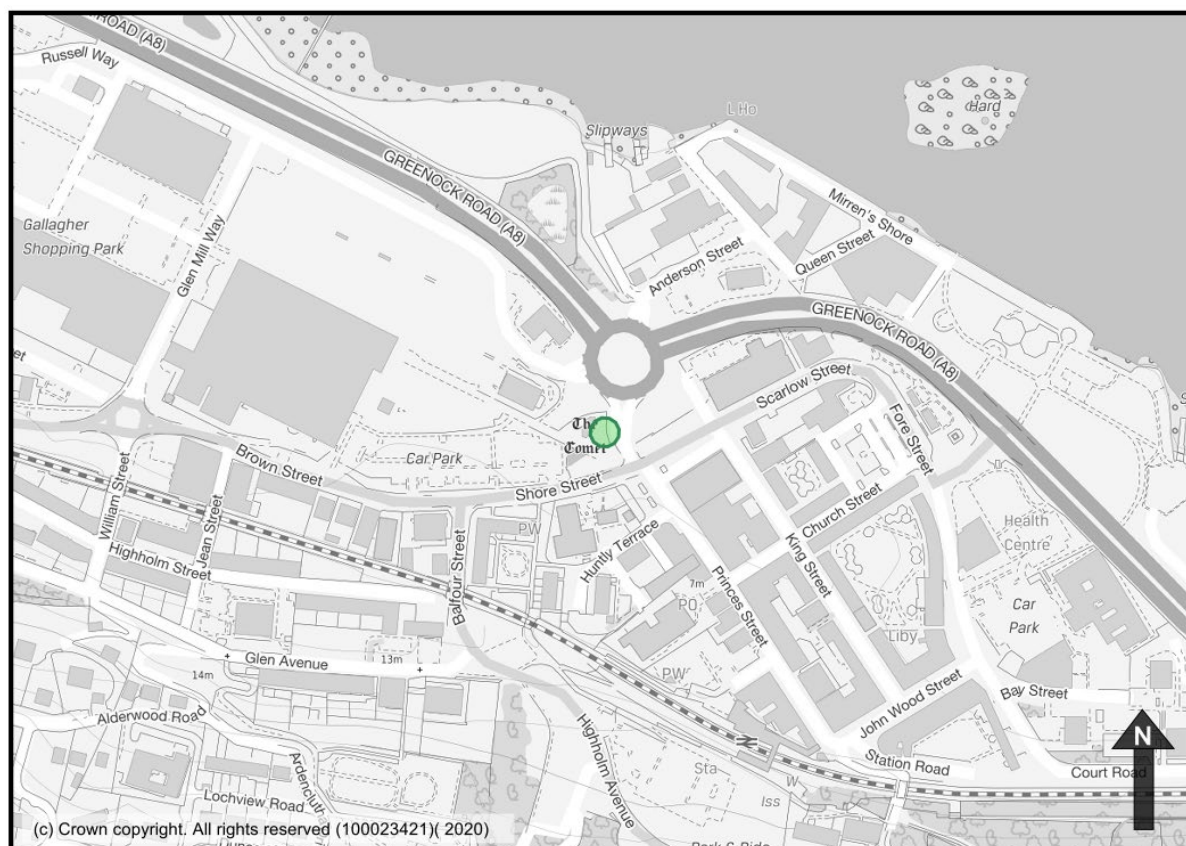 ROAD (A8)
Russell Way
L Ho
Hard
Slipways
GREENOCK ROAD (A8)
Mirren's Shore
Gallagher
Shopping Park
Glen Mill Way
Anderson Street
Queen Street
GREENOCK ROAD (A8)
Scarlow Street
The
Comet
Fore Street
Brown Street
Car Park
Shore Street
William Street
Jean Street
PW
Church Street
Health
Centre
Highholm Street
Balfour Street
Huntly Terrace
7m
King Street
PO
Princes Street
Car
Park
Liby
Glen Avenue
13m
14m
PW
Bay Street
John Wood Street
Alderwood Road
Highholm Avenue
N
Sta
Station Road
Court Road
W
Iss
Lochview Road
Park & Ride
(c) Crown copyright. All rights reserved (100023421)( 2020)